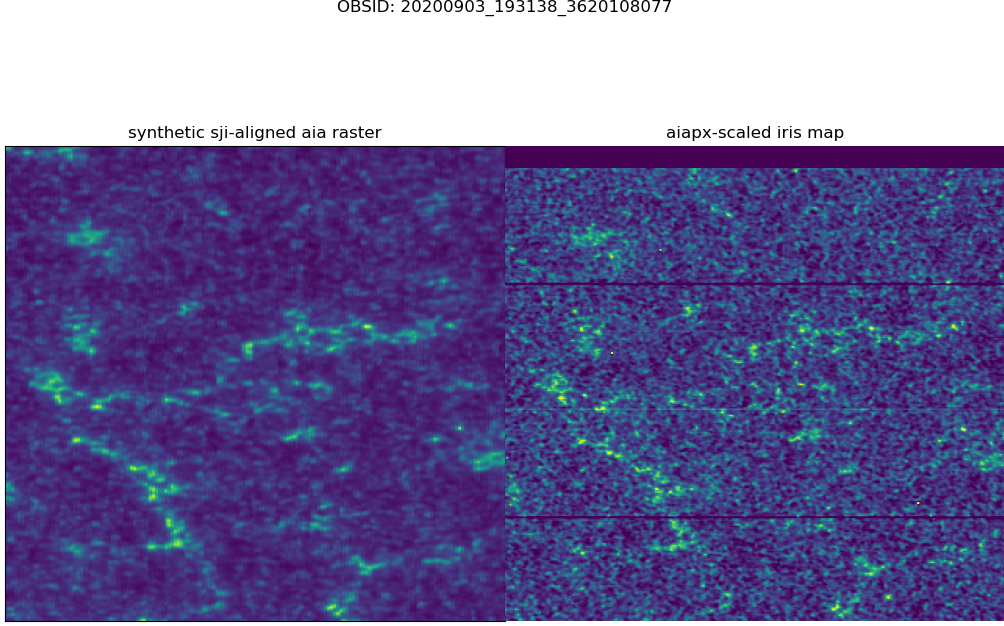 OBSID: 20200903_193138_3620108077
synthetic sji-aligned aia raster
aiapx-scaled iris map